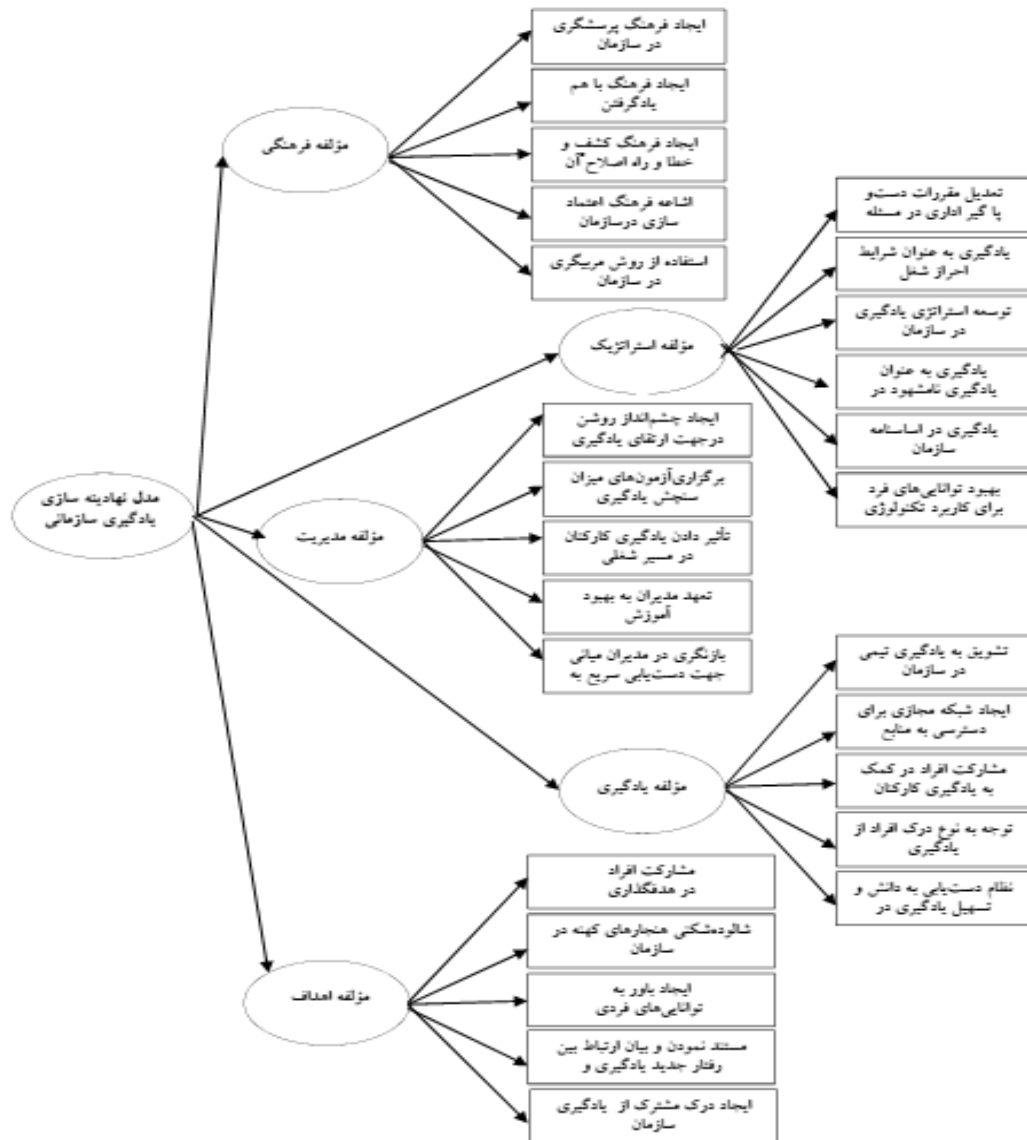 ایجاد فرهنگ پرسشگری
در سازمان
ایجاد فرهنگ با هم
یادگرفتن
مؤلفه فرهنگی
ایجاد فرهنگ کشف و
خطا و راه اصلاح آن
اشاعه فرهنگ اعتماد
سازی درسازمان
استفاده از روش مربیگری
در سازمان
تعدیل مقررات دست‌و
پا گیر اداری در مسئله
یادگیری به عنوان شرایط
احراز شغل
توسعه استراتژی یادگیری
در سازمان
مؤلفه استراتژیک
یادگیری به عنوان
یادگیری نامشهود در
یادگیری در اساسنامه
سازمان
بهبود توانایی‌های فرد
برای کاربرد تکنولوژی
ایجاد چشم‌انداز روشن
درجهت ارتقای یادگیری
برگزاری‌آزمون‌های میزان
سنجش یادگیری
مدل نهادینه سازی
یادگیری سازمانی
مؤلفه مدیریت
تأثیر دادن یادگیری کارکنان
در مسیر شغلی
تعهد مدیران به بهبود
آموزش
بازنگری در مدیران میانی
جهت دست‌یابی سریع به
تشویق به یادگیری تیمی
در سازمان
ایجاد شبکه مجازی برای
دسترسی به منابع
مؤلفه یادگیری
مشارکت افراد در کمک
به یادگیری کارکنان
توجه به نوع درک افراد از
یادگیری
نظام دست‌یابی به دانش و
تسهیل یادگیری در
مشارکت افراد
در هدفگذاری
شالوده‌شکنی هنجارهای کهنه در
سازمان
مؤلفه اهداف
ایجاد باور به
توانایی‌های فردی
مستند نمودن و بیان ارتباط بین
رفتار جدید یادگیری و
ایجاد درک مشترک از یادگیری
سازمان